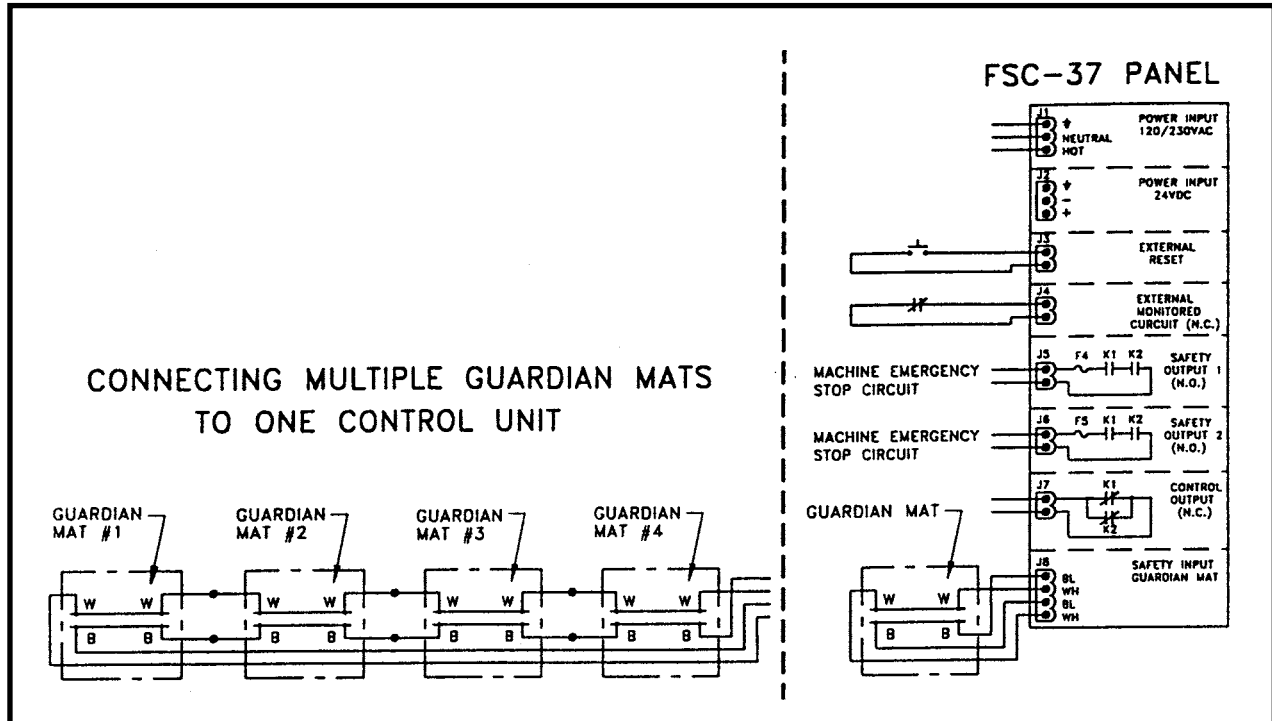 FSC-37 PANEL
J1
POWER INPUT
120/230VAC
NEUTRAL
HOT
J2
POWER INPUT
24VDC
-
+
J3
EXTERNAL
RESET
J4
EXTERNAL
MONITORED
CURCUIT (N.C.)
CONNECTING MULTIPLE GUARDIAN MATS
TO ONE CONTROL UNIT
MACHINE EMERGENCY
STOP CIRCUIT
J5 F4 K1 K2
SAFETY
OUTPUT 1
(N.O.)
MACHINE EMERGENCY
STOP CIRCUIT
J6 F5 K1 K2
SAFETY
OUTPUT 2
(N.O.)
J7 K1
K2
CONTROL
OUTPUT
(N.C.)
GUARDIAN
MAT #1
GUARDIAN
MAT #2
GUARDIAN
MAT #3
GUARDIAN
MAT #4
GUARDIAN MAT
J8
SAFETY INPUT
GUARDIAN MAT
BL
WH
BL
WH
W W W W W W W W W W
B B B B B B B B B B